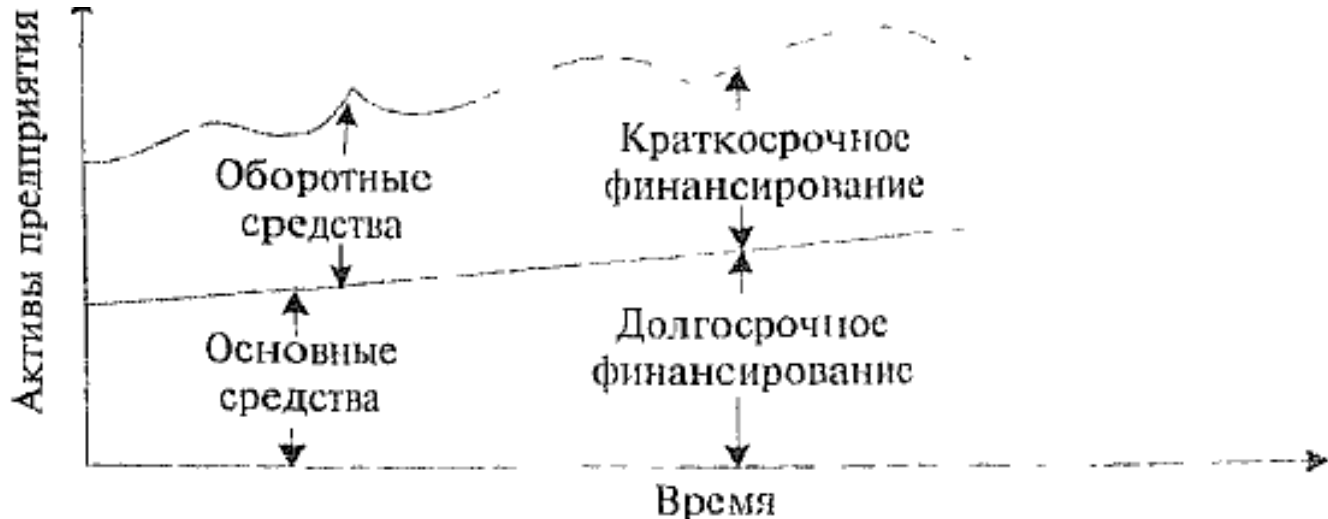 Активы предприятия
Оборотные
средства
Краткосрочное
финансирование
Основные
средства
Долгосрочное
финансирование
Время